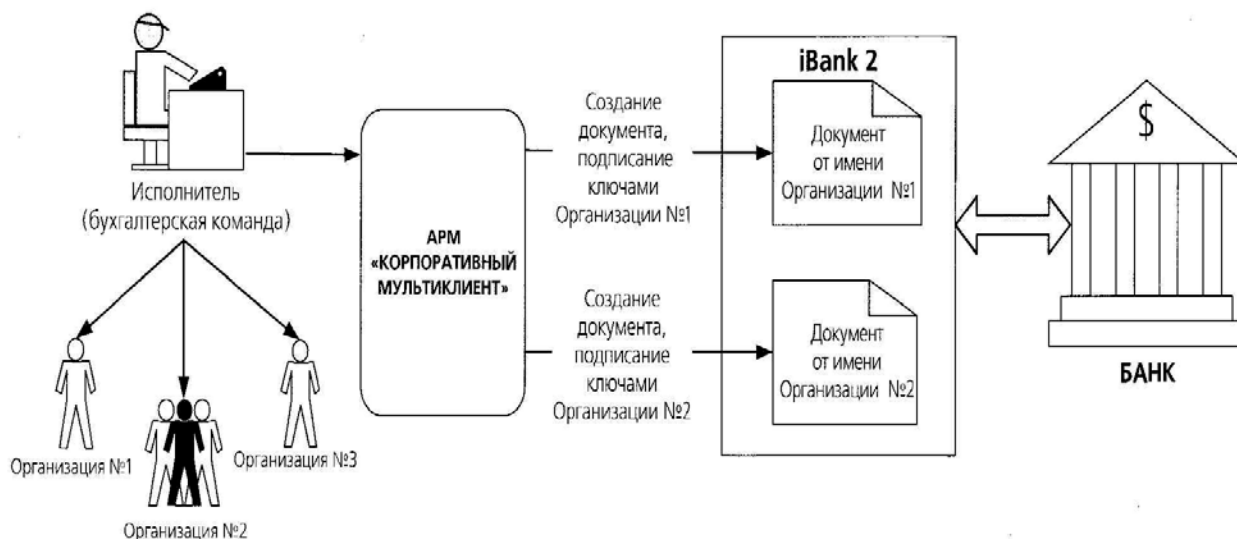 Исполнитель
(бухгалтерская команда)
Организация №1
Организация №3
Организация №2
АРМ
«КОРПОРАТИВНЫЙ
МУЛЬТИКЛИЕНТ»
Создание
документа,
подписание
ключами
Организации №1
Создание
документа,
подписание
ключами
Организации №2
iBank 2
Документ
от имени
Организации №1
Документ
от имени
Организации №2
$
БАНК